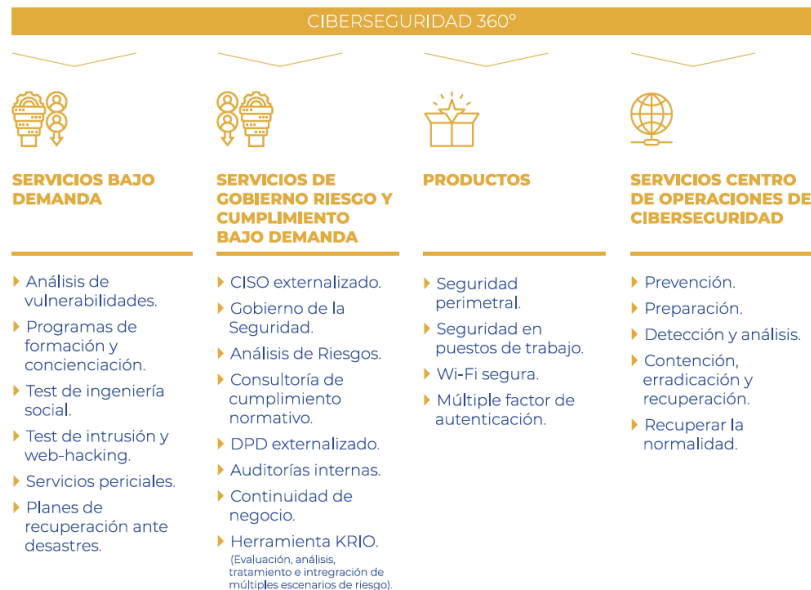 CIBERSEGURIDAD 360º
SERVICIOS BAJO
DEMANDA
Análisis de
vulnerabilidades.
Programas de
formación y
concienciación.
Test de ingeniería
social.
Test de intrusión y
web-hacking.
Servicios periciales.
Planes de
recuperación ante
desastres.
SERVICIOS DE
GOBIERNO RIESGO Y
CUMPLIMIENTO
BAJO DEMANDA
CISO externalizado.
Gobierno de la
Seguridad.
Análisis de Riesgos.
Consultoría de
cumplimiento
normativo.
DPD externalizado.
Auditorías internas.
Continuidad de
negocio.
Herramienta KRIO.
(Evaluación, análisis,
tratamiento e intregración de
múltiples escenarios de riesgo).
PRODUCTOS
Seguridad
perimetral.
Seguridad en
puestos de trabajo.
Wi-Fi segura.
Múltiple factor de
autenticación.
SERVICIOS CENTRO
DE OPERACIONES DE
CIBERSEGURIDAD
Prevención.
Preparación.
Detección y análisis.
Contención,
erradicación y
recuperación.
Recuperar la
normalidad.